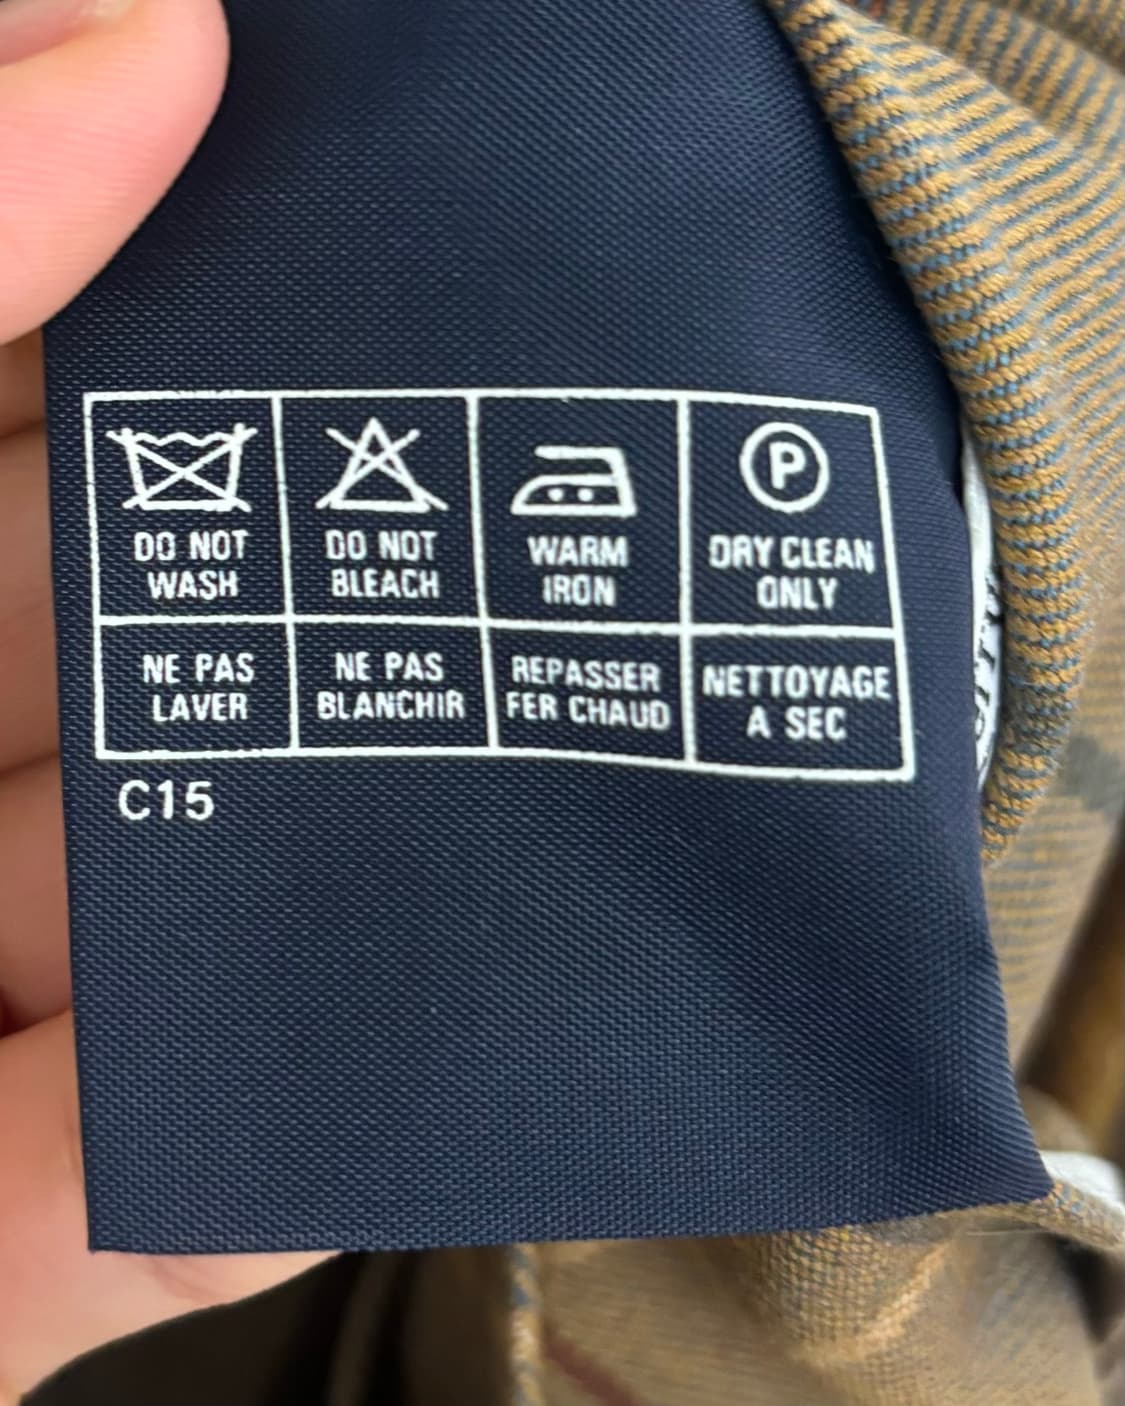 DO NOT
WASH
DO NOT
BLEACH
WARM
IRON
P
DRY CLEAN
ONLY
NE PAS
LAVER
NE PAS
BLANCHIR
REPASSER
FER CHAUD
NETTOYAGE
A SEC
C15